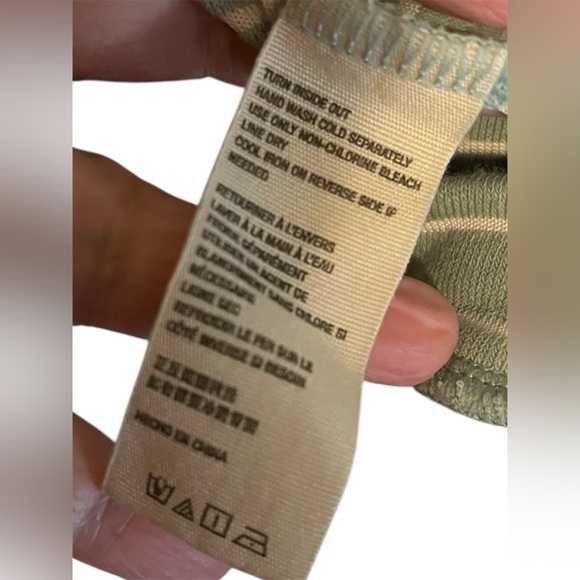 TURN INSIDE OUT
HAND WASH COLD SEPARATELY
USE ONLY NON-CHLORINE BLEACH
LINE DRY
COOL IRON ON REVERSE SIDE IF
NEEDED
RETOURNER À L'ENVERS
LAVER À LA MAIN À L'EAU
SÉPARÉMENT
UTILISER UN AGENT DE
BLANCHIMENT SANS CHLORE SI
NÉCESSAIRE
LIGNE SEC
REFROIDIR LE FER SUR LE
CÔTÉ INVERSE SI BESOIN
HECHO EN CHINA